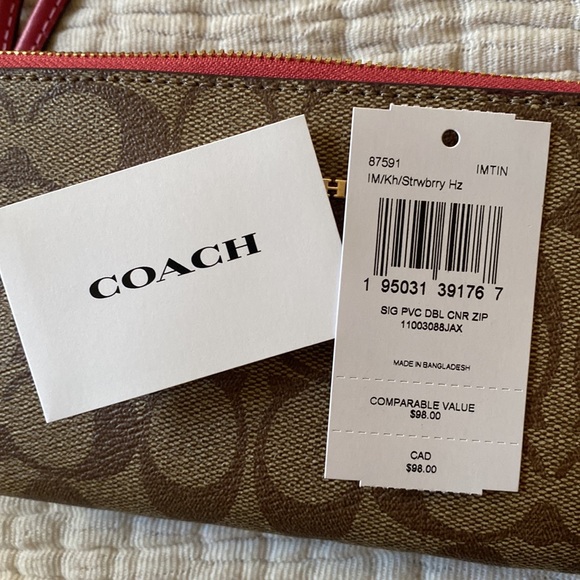 COACH
87591 IMTIN
IM/Kh/Strwbrry Hz
1 95031 39176 7
SIG PVC DBL CNR ZIP
11003088JAX
MADE IN BANGLADESH
COMPARABLE VALUE
$98.00
CAD
$98.00